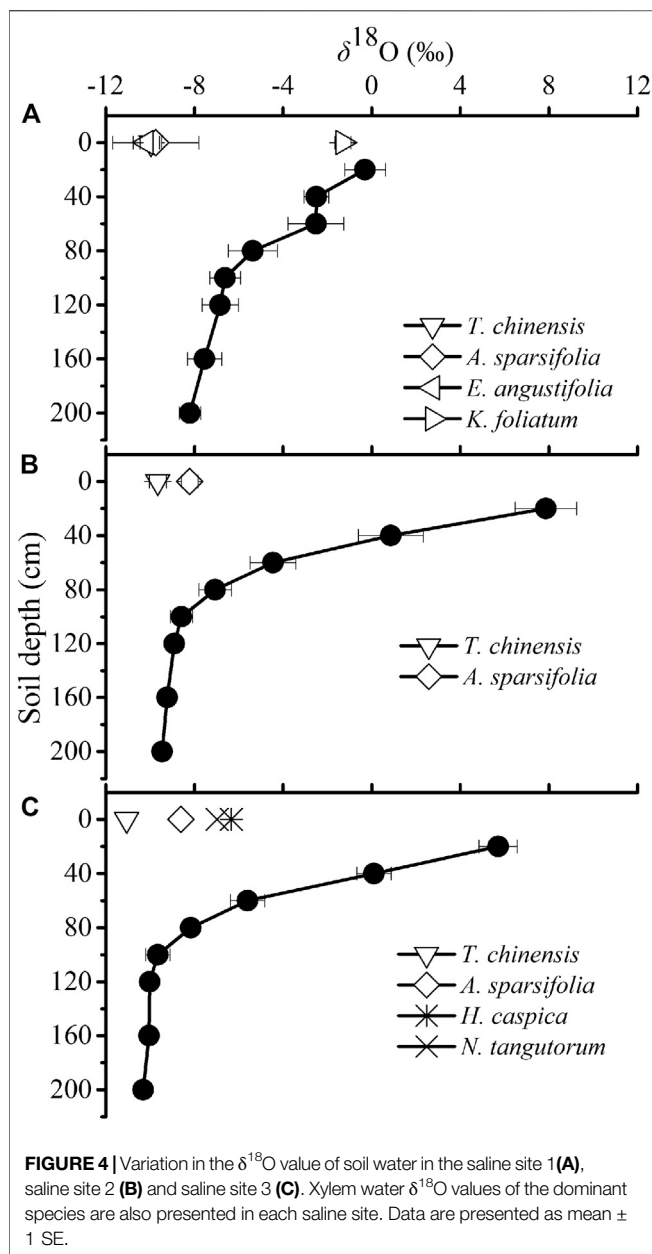 δ18O (‰)
-12 -8 -4 0 4 8 12
A
0
40
80
120
160
200
T. chinensis
A. sparsifolia
E. angustifolia
K. foliatum
B
0
40
80
120
160
200
T. chinensis
A. sparsifolia
Soil depth (cm)
C
0
40
80
120
160
200
T. chinensis
A. sparsifolia
H. caspica
N. tangutorum
FIGURE 4 | Variation in the δ18O value of soil water in the saline site 1(A),
saline site 2 (B) and saline site 3 (C). Xylem water δ18O values of the dominant
species are also presented in each saline site. Data are presented as mean ±
1 SE.